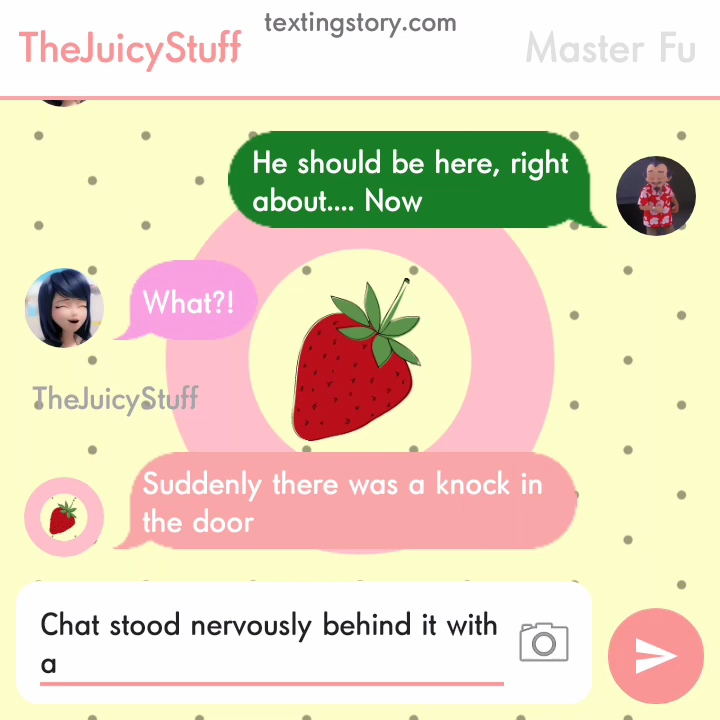 textingstory.com
TheJuicyStuff
Master Fu
He should be here, right
about.... Now
What?!
TheJuicyStuff
Suddenly there was a knock in
the door
Chat stood nervously behind it with
a